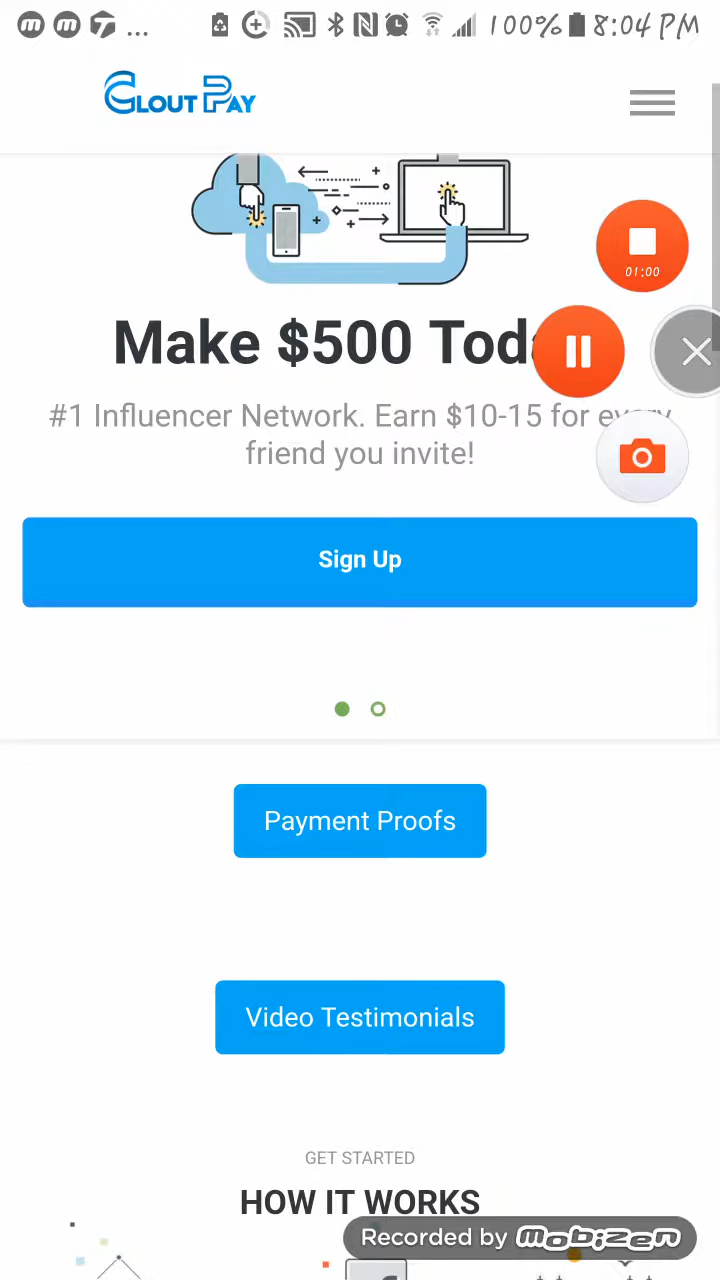 100% 8:04 PM
CLOUT PAY
01:00
Make $500
#1 Influencer Network. Earn $10-15 for every
friend you invite!
Sign Up
Payment Proofs
Video Testimonials
GET STARTED
HOW IT WORKS
Recorded by mobizen